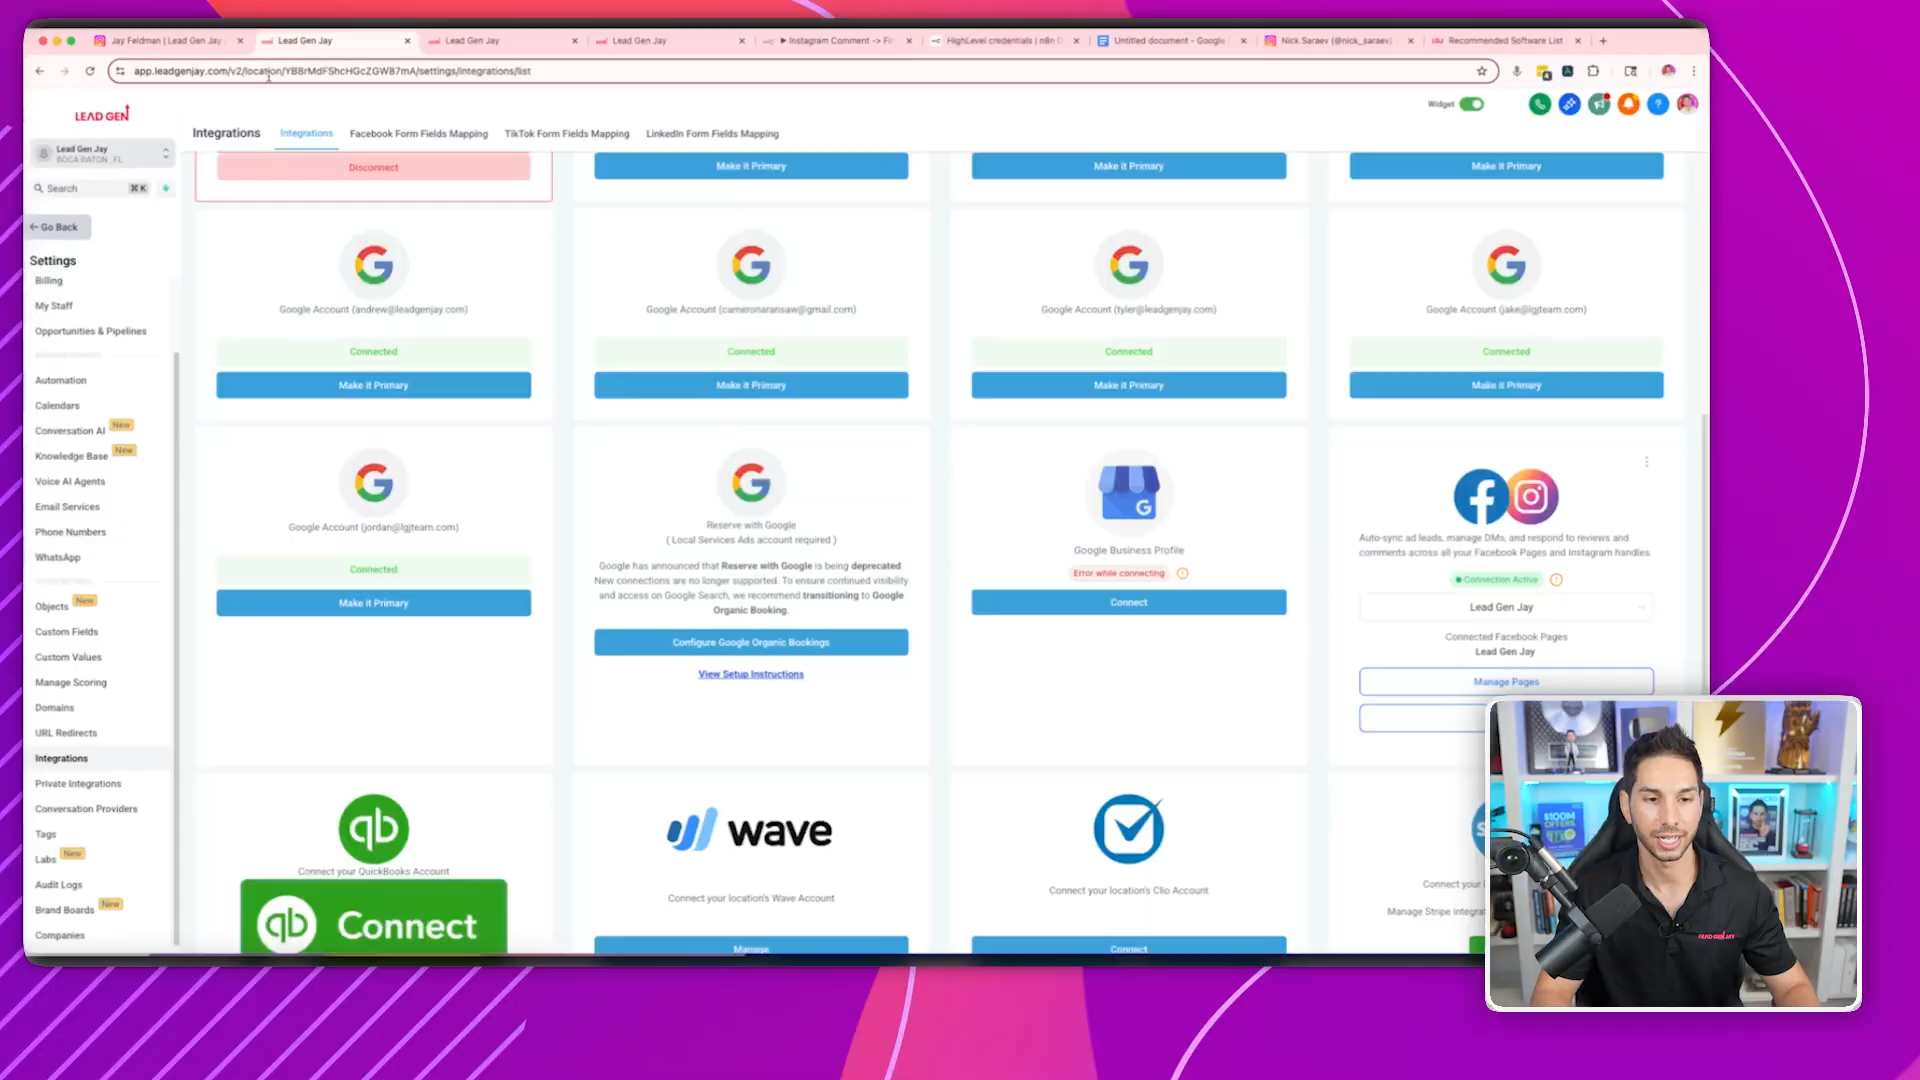 Jay Feldman | Lead Gen Jay
Lead Gen Jay
Lead Gen Jay
Lead Gen Jay
Instagram Comment -> Fir
HighLevel credentials | n8n D
Untitled document - Google
Nick Saraev (@nick_saraev)
Recommended Software List
app.leadgenjay.com/v2/location/YB8rMdFShcHGcZGW87mA/settings/integrations/list
LEAD GEN
Widget
Lead Gen Jay
BOCA RATON , FL
Search ⌘ K
Go Back
Settings
Billing
My Staff
Opportunities & Pipelines
Automation
Calendars
Conversation AI New
Knowledge Base New
Voice AI Agents
Email Services
Phone Numbers
WhatsApp
Objects New
Custom Fields
Custom Values
Manage Scoring
Domains
URL Redirects
Integrations
Private Integrations
Conversation Providers
Tags
Labs New
Audit Logs
Brand Boards New
Companies
Integrations
Integrations
Facebook Form Fields Mapping
TikTok Form Fields Mapping
LinkedIn Form Fields Mapping
Disconnect
Make it Primary
Make it Primary
Make it Primary
Google Account (andrew@leadgenjay.com)
Connected
Make it Primary
Google Account (cameronaransaw@gmail.com)
Connected
Make it Primary
Google Account (tyler@leadgenjay.com)
Connected
Make it Primary
Google Account (jake@lgjteam.com)
Connected
Make it Primary
Google Account (jordan@lgjteam.com)
Connected
Make it Primary
Reserve with Google
( Local Services Ads account required )
Google has announced that Reserve with Google is being deprecated
New connections are no longer supported. To ensure continued visibility
and access on Google Search, we recommend transitioning to Google
Organic Booking.
Configure Google Organic Bookings
View Setup Instructions
Google Business Profile
Error while connecting
Connect
Auto-sync ad leads, manage DMs, and respond to reviews and
comments across all your Facebook Pages and Instagram handles.
Connection Active
Lead Gen Jay
Connected Facebook Pages
Lead Gen Jay
Manage Pages
qb
Connect your QuickBooks Account
qb Connect
wave
Connect your location's Wave Account
Manage
Connect your location's Clio Account
Connect
Connect your
Manage Stripe integra
$100M
OFFERS
LEAD GEN JAY